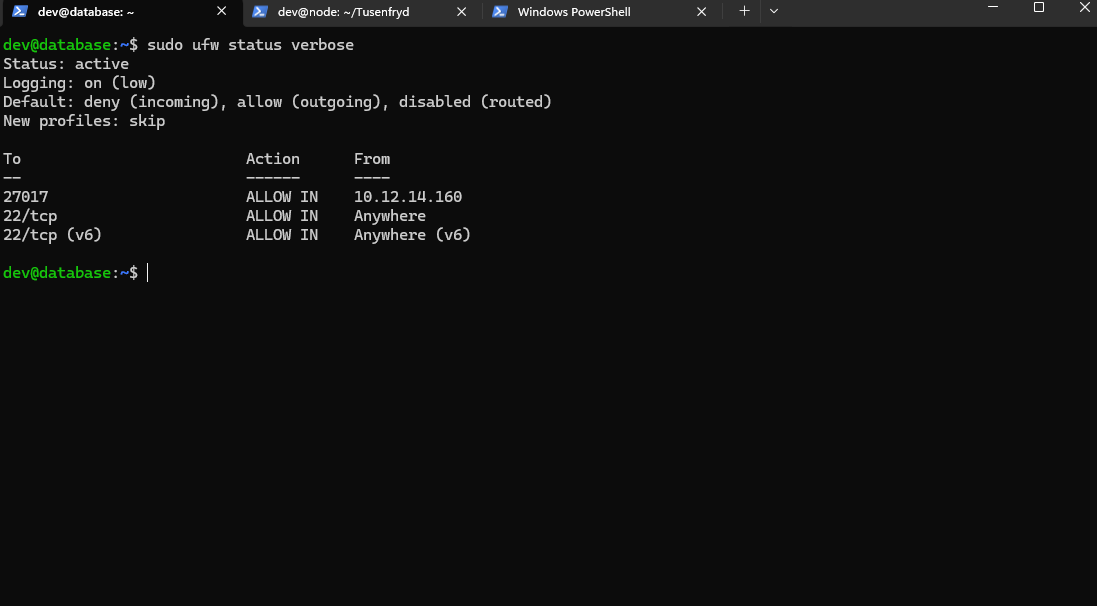 dev@database: ~ dev@node: ~/Tusenfryd Windows PowerShell
dev@database:~$ sudo ufw status verbose
Status: active
Logging: on (low)
Default: deny (incoming), allow (outgoing), disabled (routed)
New profiles: skip
To Action From
-- ------ ----
27017 ALLOW IN 10.12.14.160
22/tcp ALLOW IN Anywhere
22/tcp (v6) ALLOW IN Anywhere (v6)
dev@database:~$